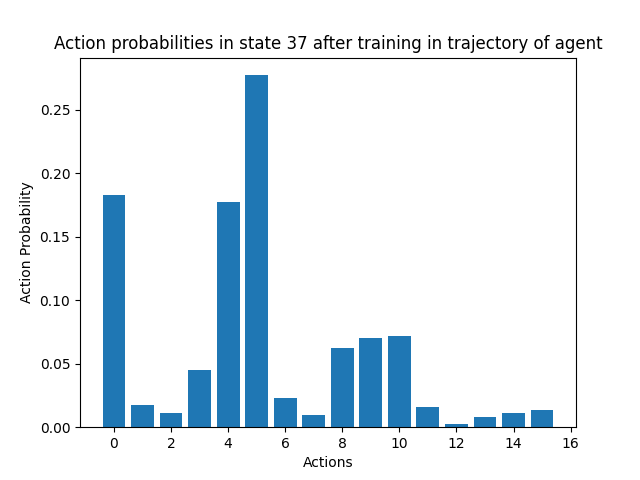 Action probabilities in state 37 after training in trajectory of agent
Action Probability
0.25
0.20
0.15
0.10
0.05
0.00
0 2 4 6 8 10 12 14 16
Actions